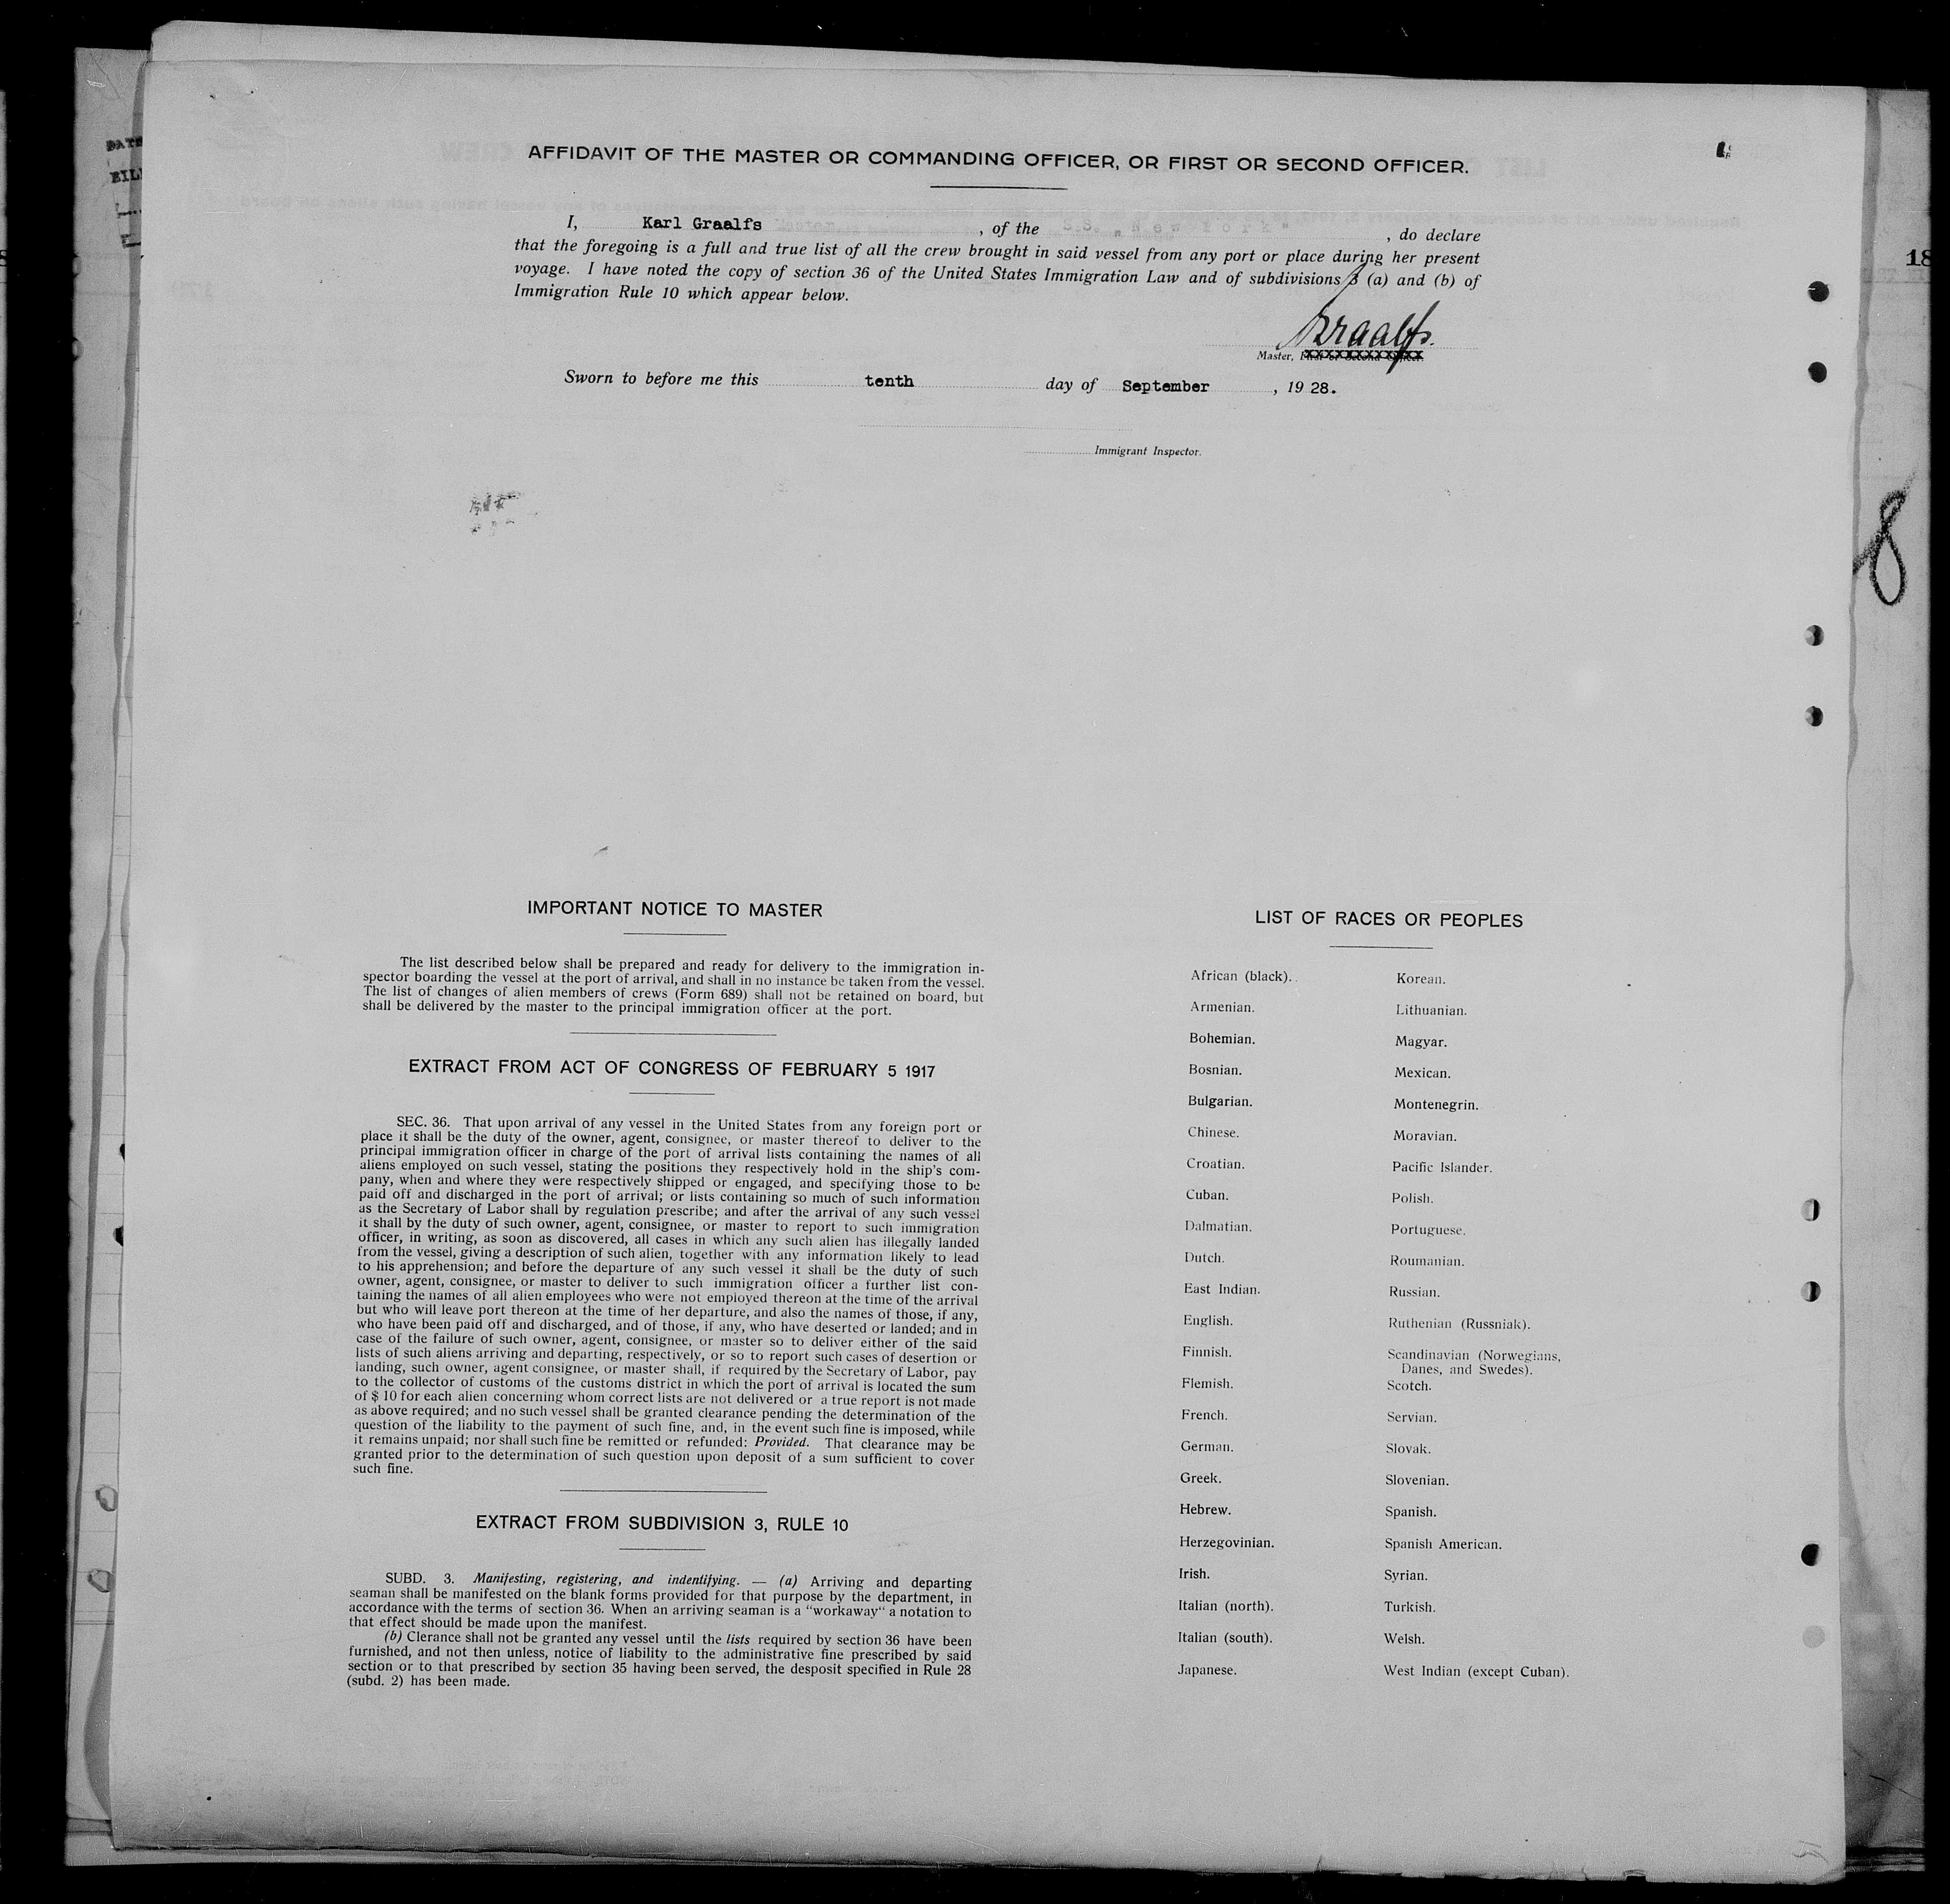 AFFIDAVIT OF THE MASTER OR COMMANDING OFFICER, OR FIRST OR SECOND OFFICER.
I, Karl Graalfs Master , of the S.S. „ New York " , do declare
that the foregoing is a full and true list of all the crew brought in said vessel from any port or place during her present
voyage. I have noted the copy of section 36 of the United States Immigration Law and of subdivisions 3 (a) and (b) of
Immigration Rule 10 which appear below.
Graalfs.
Master, First or Second Officer.
Sworn to before me this tenth day of September , 19 28.
Immigrant Inspector.
18
8
IMPORTANT NOTICE TO MASTER
The list described below shall be prepared and ready for delivery to the immigration in-
spector boarding the vessel at the port of arrival, and shall in no instance be taken from the vessel.
The list of changes of alien members of crews (Form 689) shall not be retained on board, but
shall be delivered by the master to the principal immigration officer at the port.
EXTRACT FROM ACT OF CONGRESS OF FEBRUARY 5 1917
SEC. 36. That upon arrival of any vessel in the United States from any foreign port or
place it shall be the duty of the owner, agent, consignee, or master thereof to deliver to the
principal immigration officer in charge of the port of arrival lists containing the names of all
aliens employed on such vessel, stating the positions they respectively hold in the ship's com-
pany, when and where they were respectively shipped or engaged, and specifying those to be
paid off and discharged in the port of arrival; or lists containing so much of such information
as the Secretary of Labor shall by regulation prescribe; and after the arrival of any such vessel
it shall by the duty of such owner, agent, consignee, or master to report to such immigration
officer, in writing, as soon as discovered, all cases in which any such alien has illegally landed
from the vessel, giving a description of such alien, together with any information likely to lead
to his apprehension; and before the departure of any such vessel it shall be the duty of such
owner, agent, consignee, or master to deliver to such immigration officer a further list con-
taining the names of all alien employees who were not employed thereon at the time of the arrival
but who will leave port thereon at the time of her departure, and also the names of those, if any,
who have been paid off and discharged, and of those, if any, who have deserted or landed; and in
case of the failure of such owner, agent, consignee, or master so to deliver either of the said
lists of such aliens arriving and departing, respectively, or so to report such cases of desertion or
landing, such owner, agent consignee, or master shall, if required by the Secretary of Labor, pay
to the collector of customs of the customs district in which the port of arrival is located the sum
of $ 10 for each alien concerning whom correct lists are not delivered or a true report is not made
as above required; and no such vessel shall be granted clearance pending the determination of the
question of the liability to the payment of such fine, and, in the event such fine is imposed, while
it remains unpaid; nor shall such fine be remitted or refunded: Provided. That clearance may be
granted prior to the determination of such question upon deposit of a sum sufficient to cover
such fine.
EXTRACT FROM SUBDIVISION 3, RULE 10
SUBD. 3. Manifesting, registering, and indentifying. — (a) Arriving and departing
seaman shall be manifested on the blank forms provided for that purpose by the department, in
accordance with the terms of section 36. When an arriving seaman is a "workaway" a notation to
that effect should be made upon the manifest.
(b) Clerance shall not be granted any vessel until the lists required by section 36 have been
furnished, and not then unless, notice of liability to the administrative fine prescribed by said
section or to that prescribed by section 35 having been served, the desposit specified in Rule 28
(subd. 2) has been made.
LIST OF RACES OR PEOPLES
African (black).
Armenian.
Bohemian.
Bosnian.
Bulgarian.
Chinese.
Croatian.
Cuban.
Dalmatian.
Dutch.
East Indian.
English.
Finnish.
Flemish.
French.
German.
Greek.
Hebrew.
Herzegovinian.
Irish.
Italian (north).
Italian (south).
Japanese.
Korean.
Lithuanian.
Magyar.
Mexican.
Montenegrin.
Moravian.
Pacific Islander.
Polish.
Portuguese.
Roumanian.
Russian.
Ruthenian (Russniak).
Scandinavian (Norwegians,
Danes, and Swedes).
Scotch.
Servian.
Slovak.
Slovenian.
Spanish.
Spanish American.
Syrian.
Turkish.
Welsh.
West Indian (except Cuban).